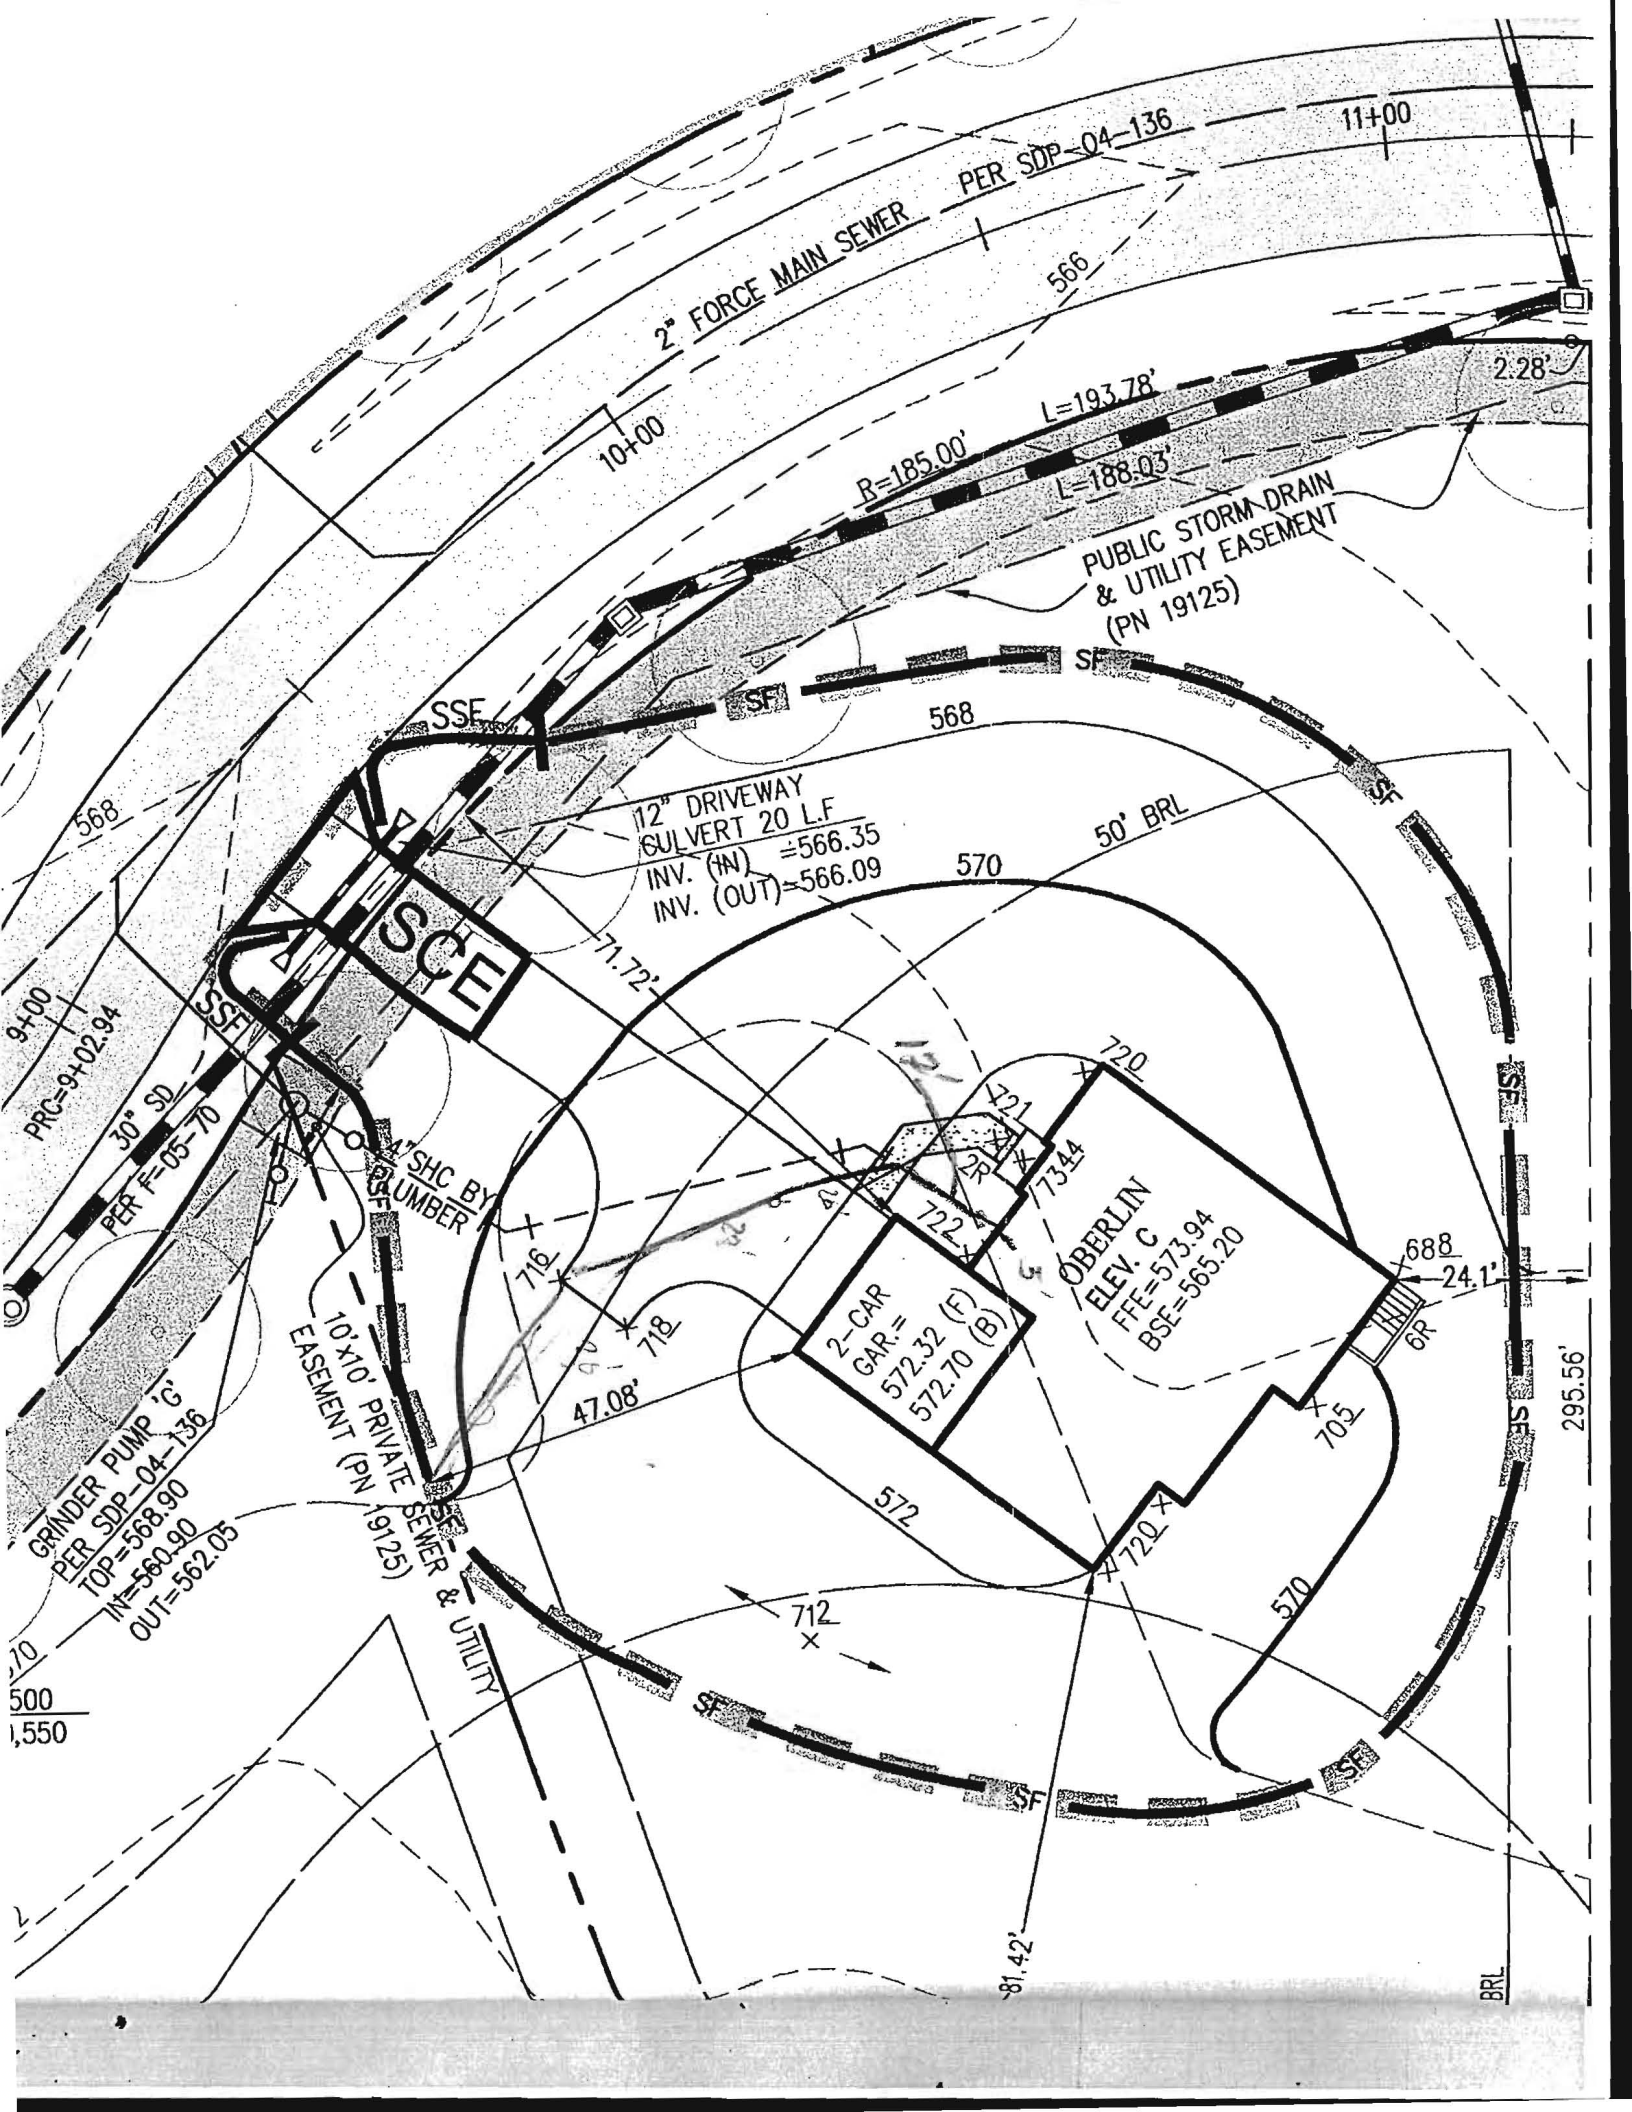 11+00
2" FORCE MAIN SEWER PER SDP-04-136
566
2.28'
L=193.78'
10+00
R=185.00'
L=188.03'
PUBLIC STORM DRAIN
& UTILITY EASEMENT
(PN 19125)
SF
SF
SSF
568
568
SF
12" DRIVEWAY
CULVERT 20 L.F
INV. (IN) =566.35
INV. (OUT)=566.09
50' BRL
570
SCE
71.72'
SSF
9+00
PRC=9+02.94
30" SD
PER F=05-70
4" SHC BY
PLUMBER
SF
720
721
2R
7344
722
SF
OBERLIN
ELEV. C
FFE=573.94
BSE=565.20
688
24.1'
6R
716
718
2-CAR
GAR.=
572.32 (F)
572.70 (B)
47.08'
705
295.56'
SF
10'x10' PRIVATE SEWER & UTILITY
EASEMENT (PN 19125)
GRINDER PUMP 'G'
PER SDP-04-136
TOP=568.90
IN=560.90
OUT=562.05
SF
572
720
570
712
500
,550
SF
SF
SF
81.42'
BRL